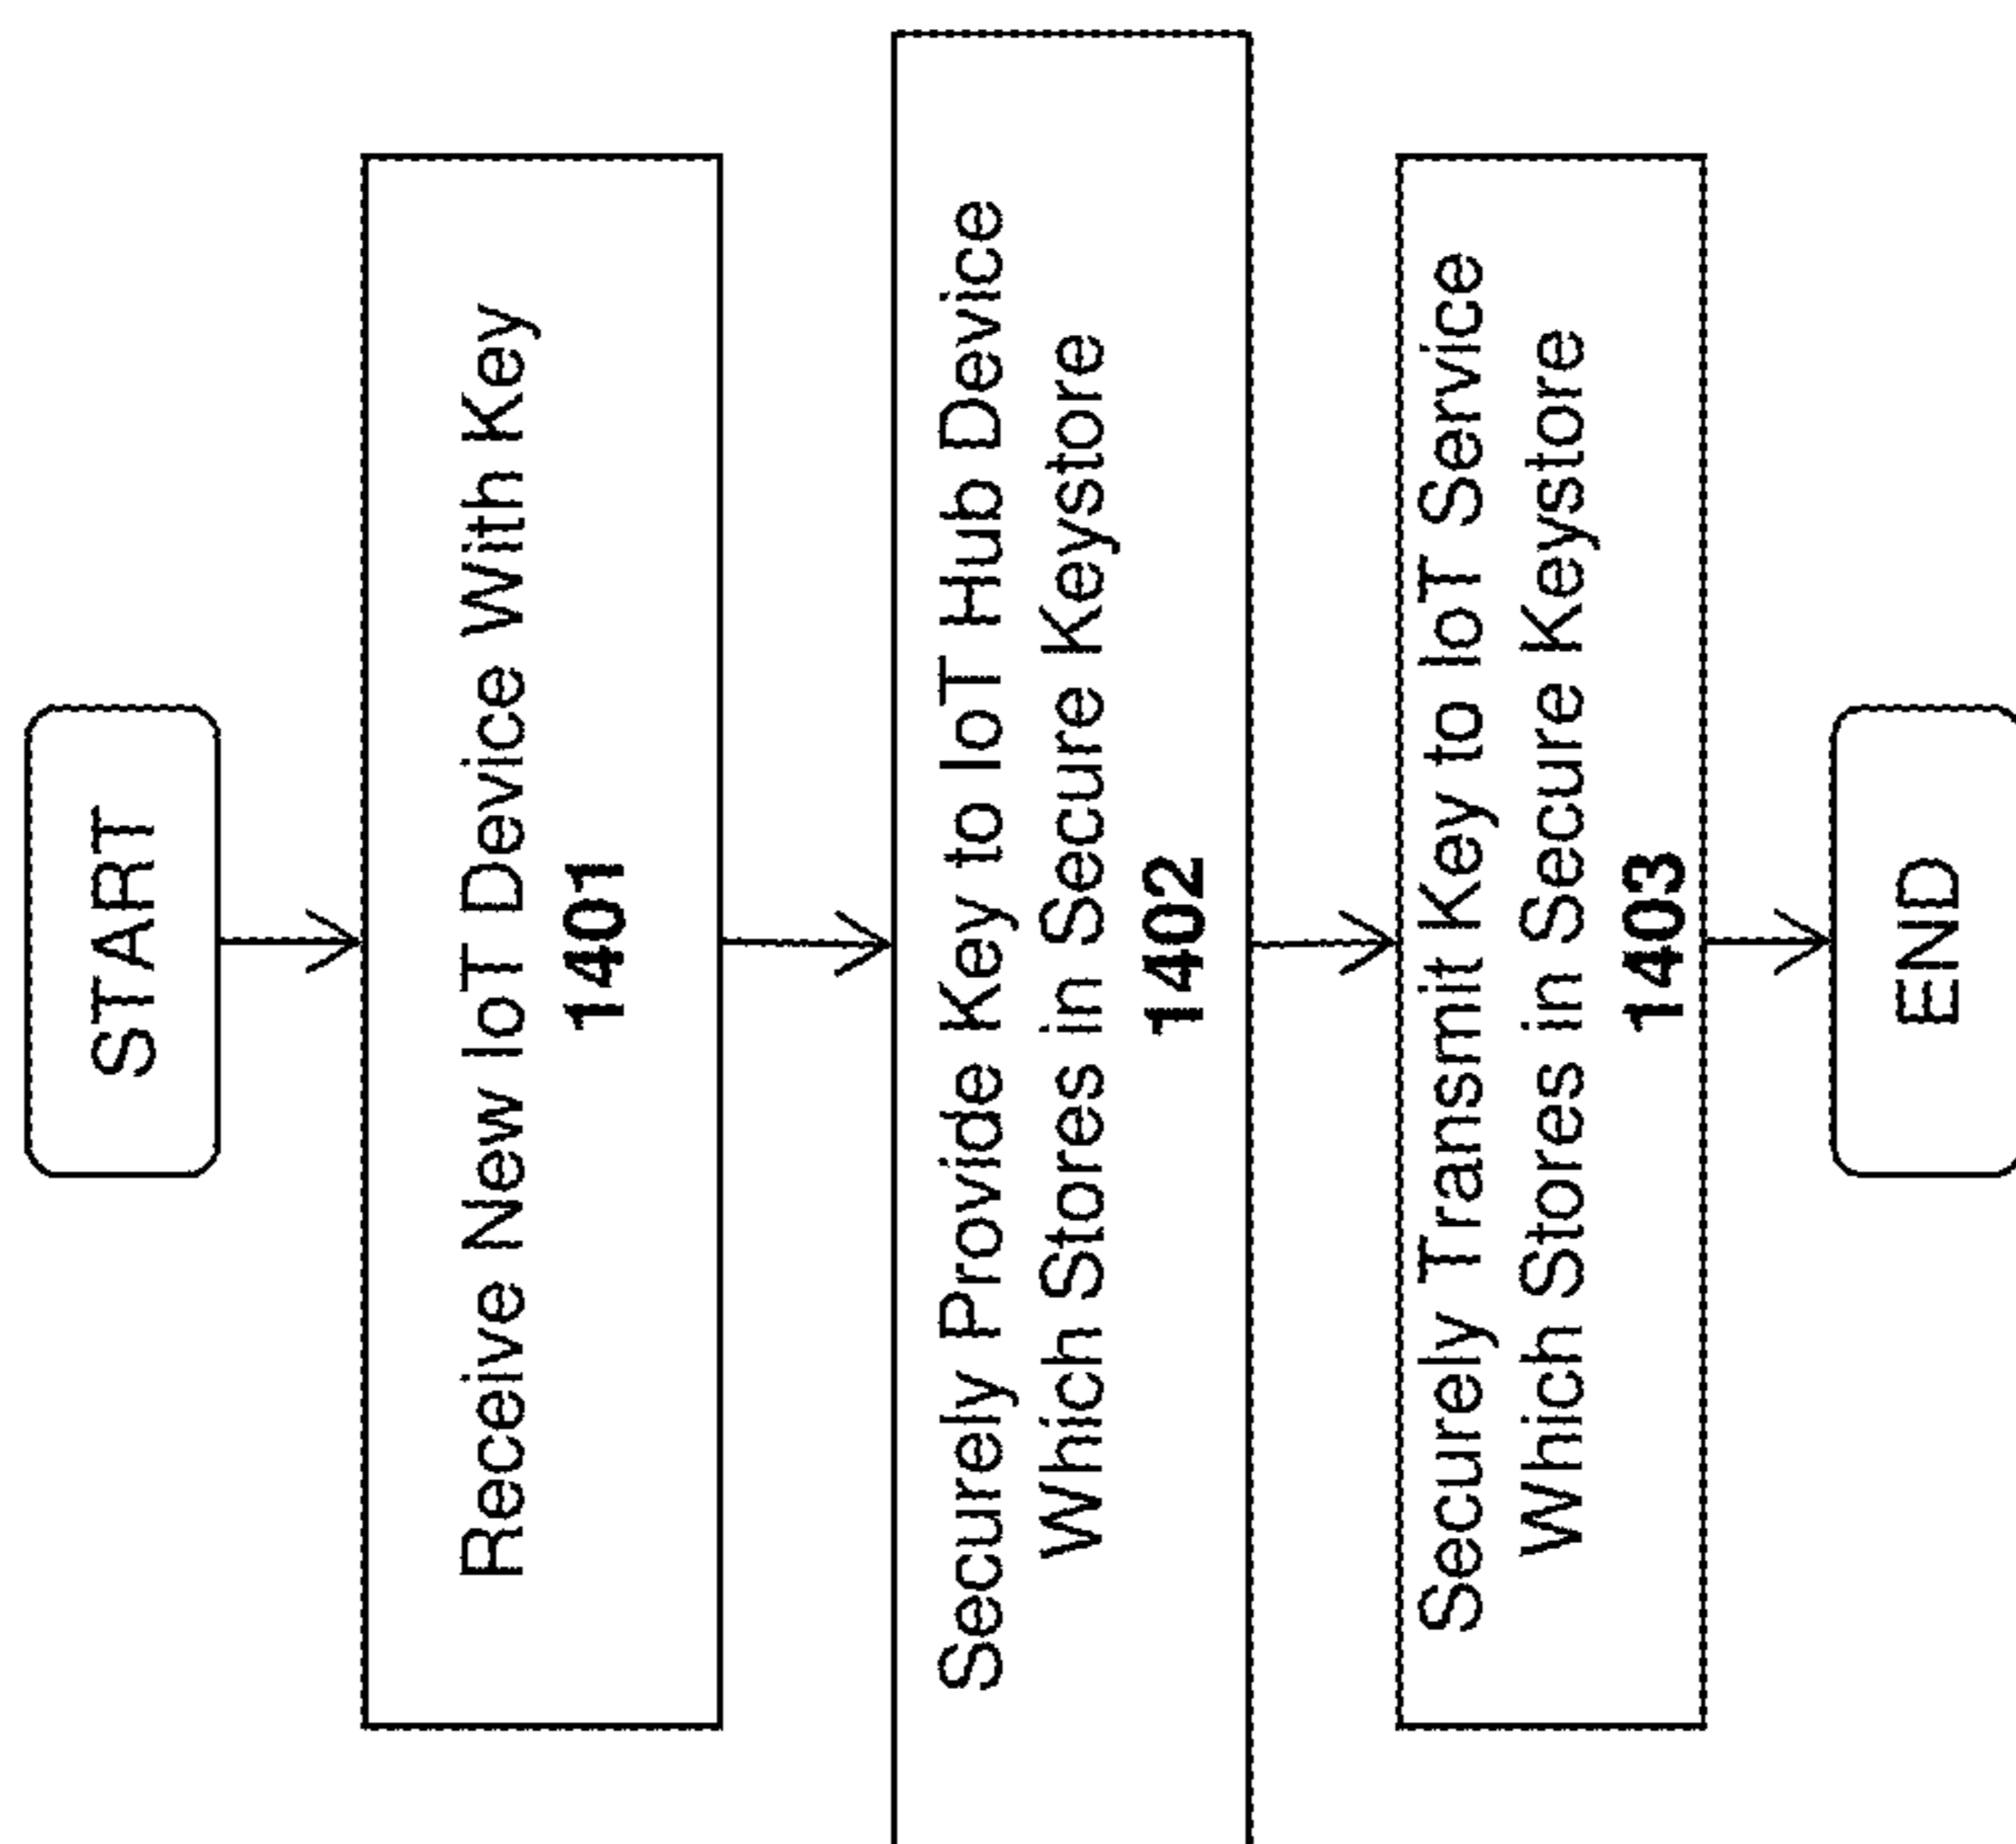 START
Receive New IoT Device With Key
1401
Securely Provide Key to IoT Hub Device
Which Stores in Secure Keystore
1402
Securely Transmit Key to IoT Service
Which Stores in Secure Keystore
1403
END